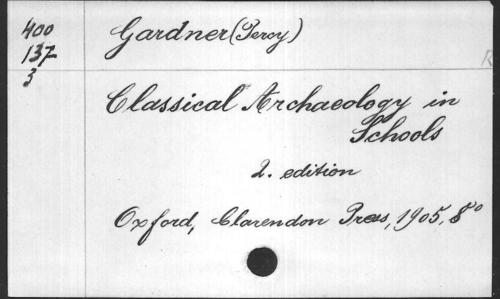 400
137
3
Gardner (Percy)
Classical Archaeology in
Schools
2. edition
Oxford, Clarendon Press, 1905, 8°